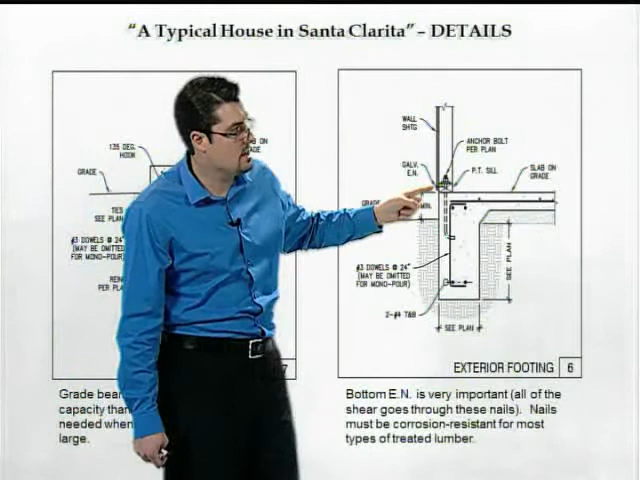 “A Typical House in Santa Clarita” – DETAILS
135 DEG.
HOOK
ON
GRADE
TIES
SEE PLAN
#3 DOWELS @ 24"
(MAY BE OMITTED
FOR MONO-POUR)
PER
7
Grade
capacity than
needed when
large.
WALL
SHTG
ANCHOR BOLT
PER PLAN
GALV.
E.N.
P.T. SILL
SLAB ON
GRADE
MIN.
#3 DOWELS @ 24"
(MAY BE OMITTED
FOR MONO-POUR)
2-#4 T&B
SEE PLAN
SEE PLAN
EXTERIOR FOOTING 6
Bottom E.N. is very important (all of the
shear goes through these nails). Nails
must be corrosion-resistant for most
types of treated lumber.